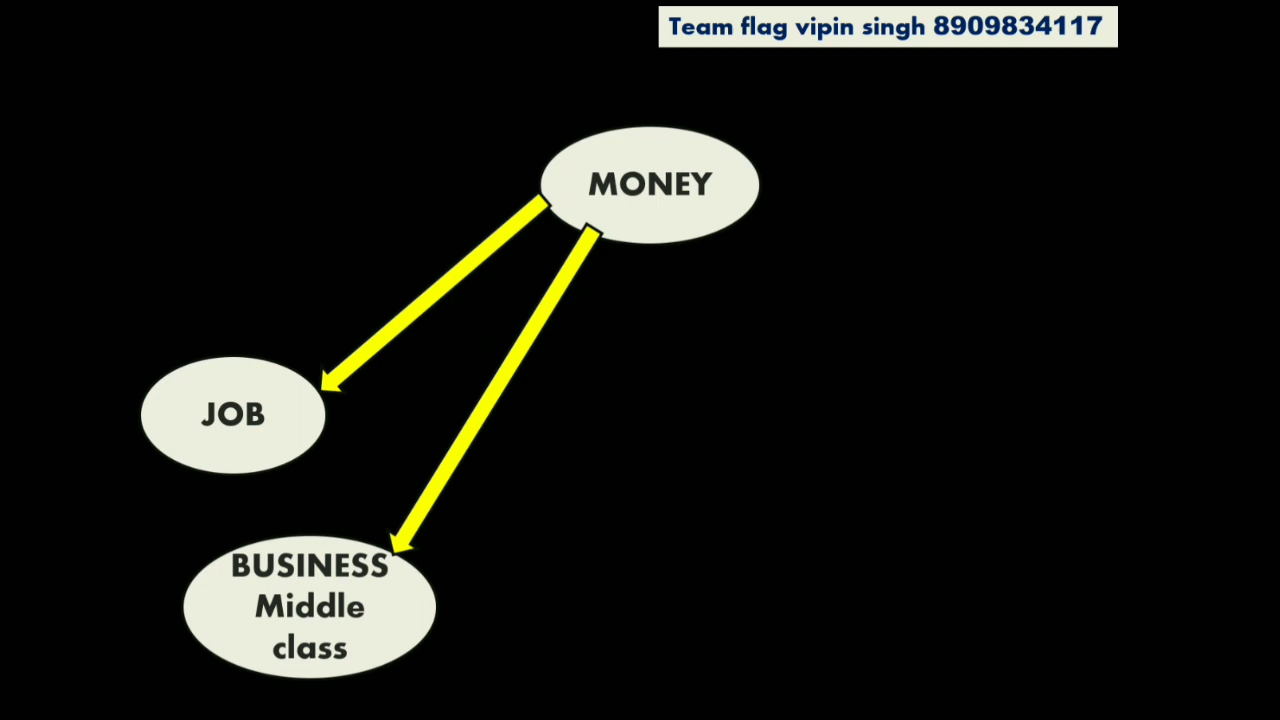 Team flag vipin singh 8909834117
MONEY
JOB
BUSINESS
Middle
class